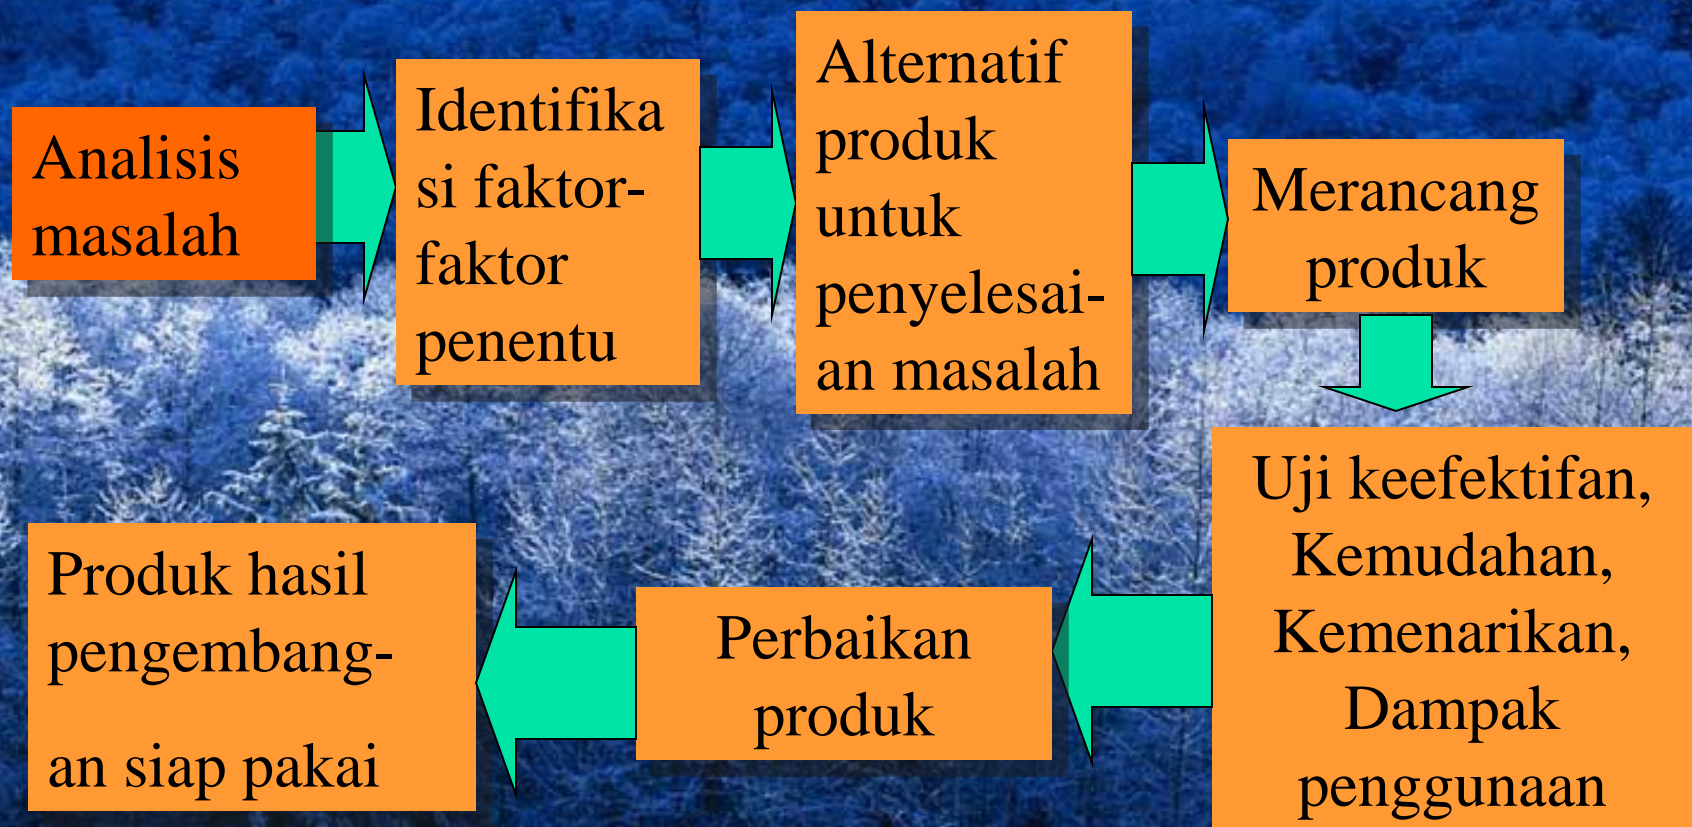 Analisis
masalah
Identifika
si faktor-
faktor
penentu
Alternatif
produk
untuk
penyelesai-
an masalah
Merancang
produk
Uji keefektifan,
Kemudahan,
Kemenarikan,
Dampak
penggunaan
Perbaikan
produk
Produk hasil
pengembang-
an siap pakai